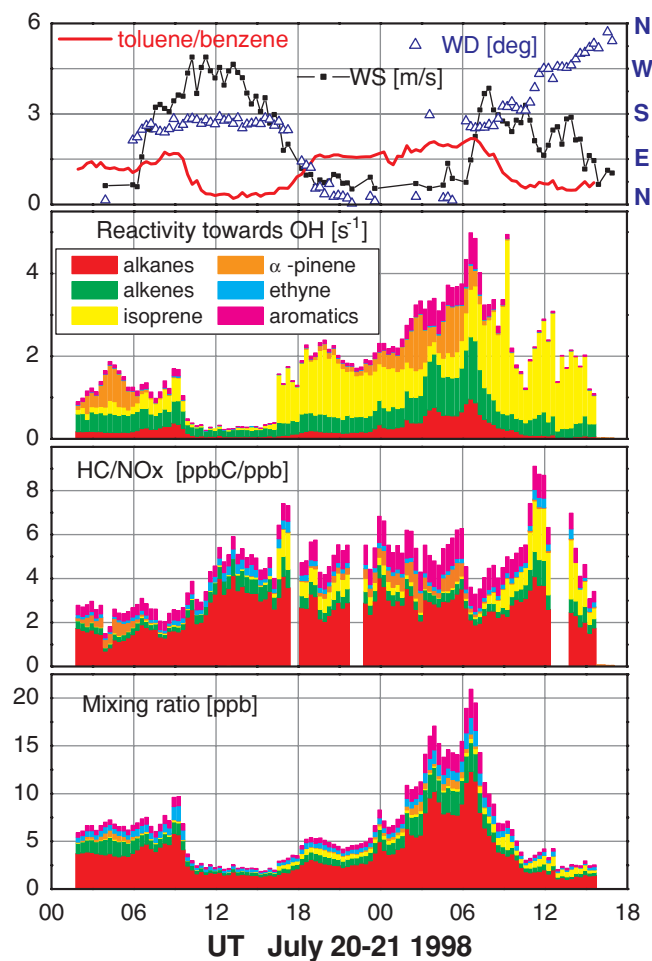 6
3
0
toluene/benzene
WD [deg]
WS [m/s]
N
W
S
E
N
Reactivity towards OH [s-1]
alkanes
α -pinene
alkenes
ethyne
isoprene
aromatics
4
2
0
HC/NOx [ppbC/ppb]
8
6
4
2
0
Mixing ratio [ppb]
20
15
10
5
0
00 06 12 18 00 06 12 18
UT July 20-21 1998